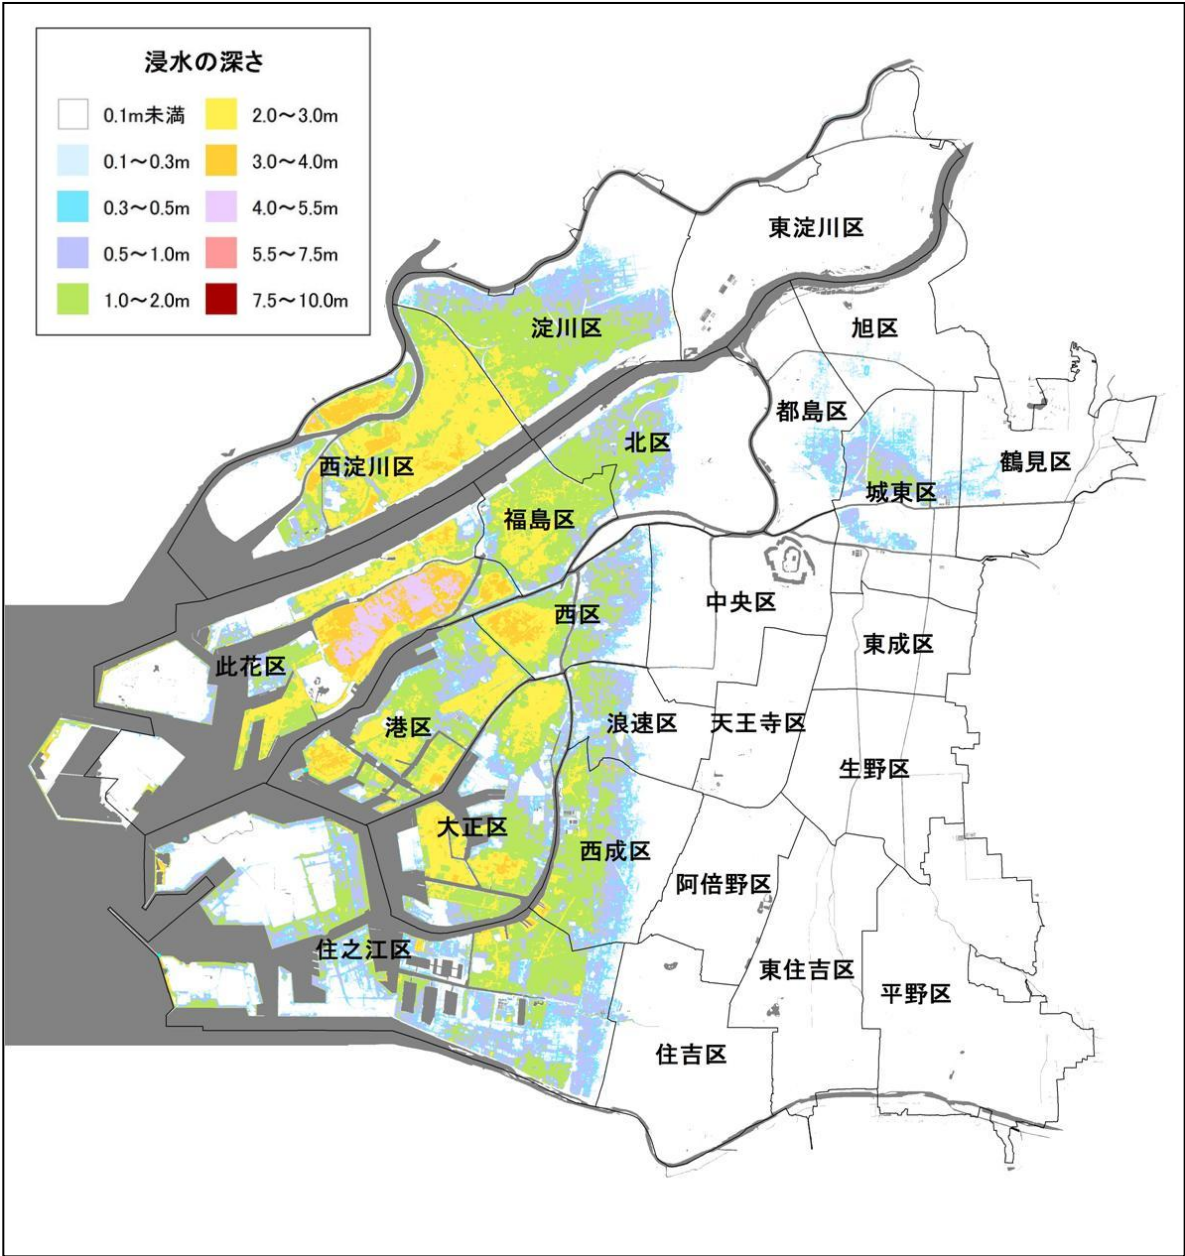 浸水の深さ
0.1m未満
2.0～3.0m
0.1～0.3m
3.0～4.0m
0.3～0.5m
4.0～5.5m
0.5～1.0m
5.5～7.5m
1.0～2.0m
7.5～10.0m
東淀川区
淀川区
旭区
都島区
北区
鶴見区
西淀川区
城東区
福島区
中央区
西区
東成区
此花区
港区
浪速区
天王寺区
生野区
大正区
西成区
阿倍野区
住之江区
東住吉区
平野区
住吉区